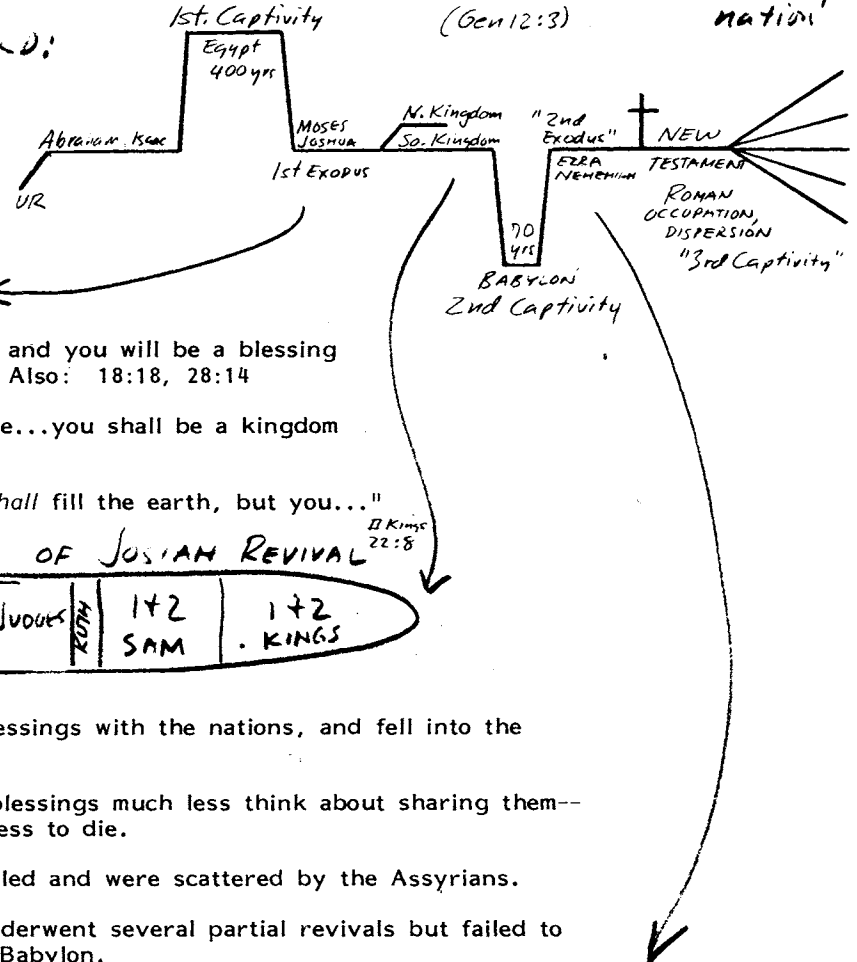 1st. Captivity
(Gen 12:3)
nation'
D:
Egypt
400 yrs
Abraham Isaac
MOSES
JOSHUA
N. Kingdom
So. Kingdom
"2nd
Exodus"
NEW
1st EXODUS
EZRA
NEHEMIAH
TESTAMENT
UR
ROMAN
OCCUPATION,
DISPERSION
"3rd Captivity"
70
yrs
BABYLON
2nd Captivity
and you will be a blessing
Also: 18:18, 28:14
e...you shall be a kingdom
hall fill the earth, but you..."
II Kings
22:8
OF JOSIAH REVIVAL
JUDGES
RUTH
1+2
SAM
1+2
. KINGS
essings with the nations, and fell into the
blessings much less think about sharing them--
ess to die.
led and were scattered by the Assyrians.
derwent several partial revivals but failed to
Babylon.